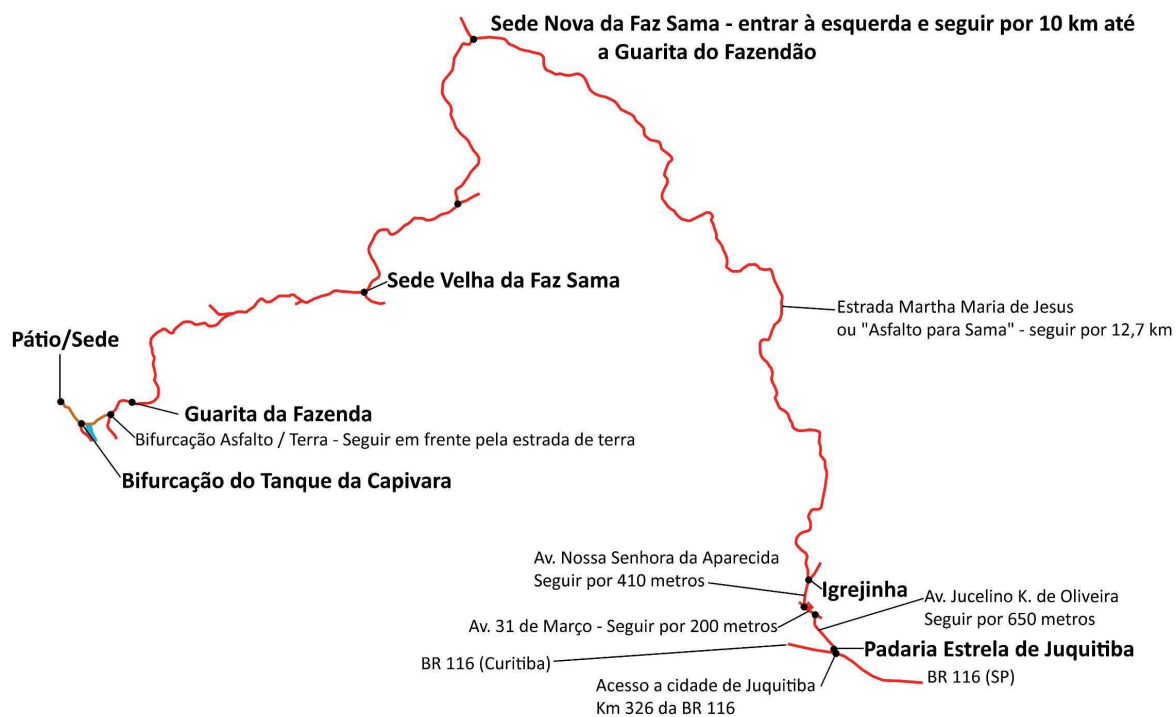 Sede Nova da Faz Sama - entrar à esquerda e seguir por 10 km até
a Guarita do Fazendão
Sede Velha da Faz Sama
Estrada Martha Maria de Jesus
ou "Asfalto para Sama" - seguir por 12,7 km
Pátio/Sede
Guarita da Fazenda
Bifurcação Asfalto / Terra - Seguir em frente pela estrada de terra
Bifurcação do Tanque da Capivara
Av. Nossa Senhora da Aparecida
Seguir por 410 metros
Igrejinha
Av. Jucelino K. de Oliveira
Seguir por 650 metros
Av. 31 de Março - Seguir por 200 metros
Padaria Estrela de Juquitiba
BR 116 (Curitiba)
BR 116 (SP)
Acesso a cidade de Juquitiba
Km 326 da BR 116